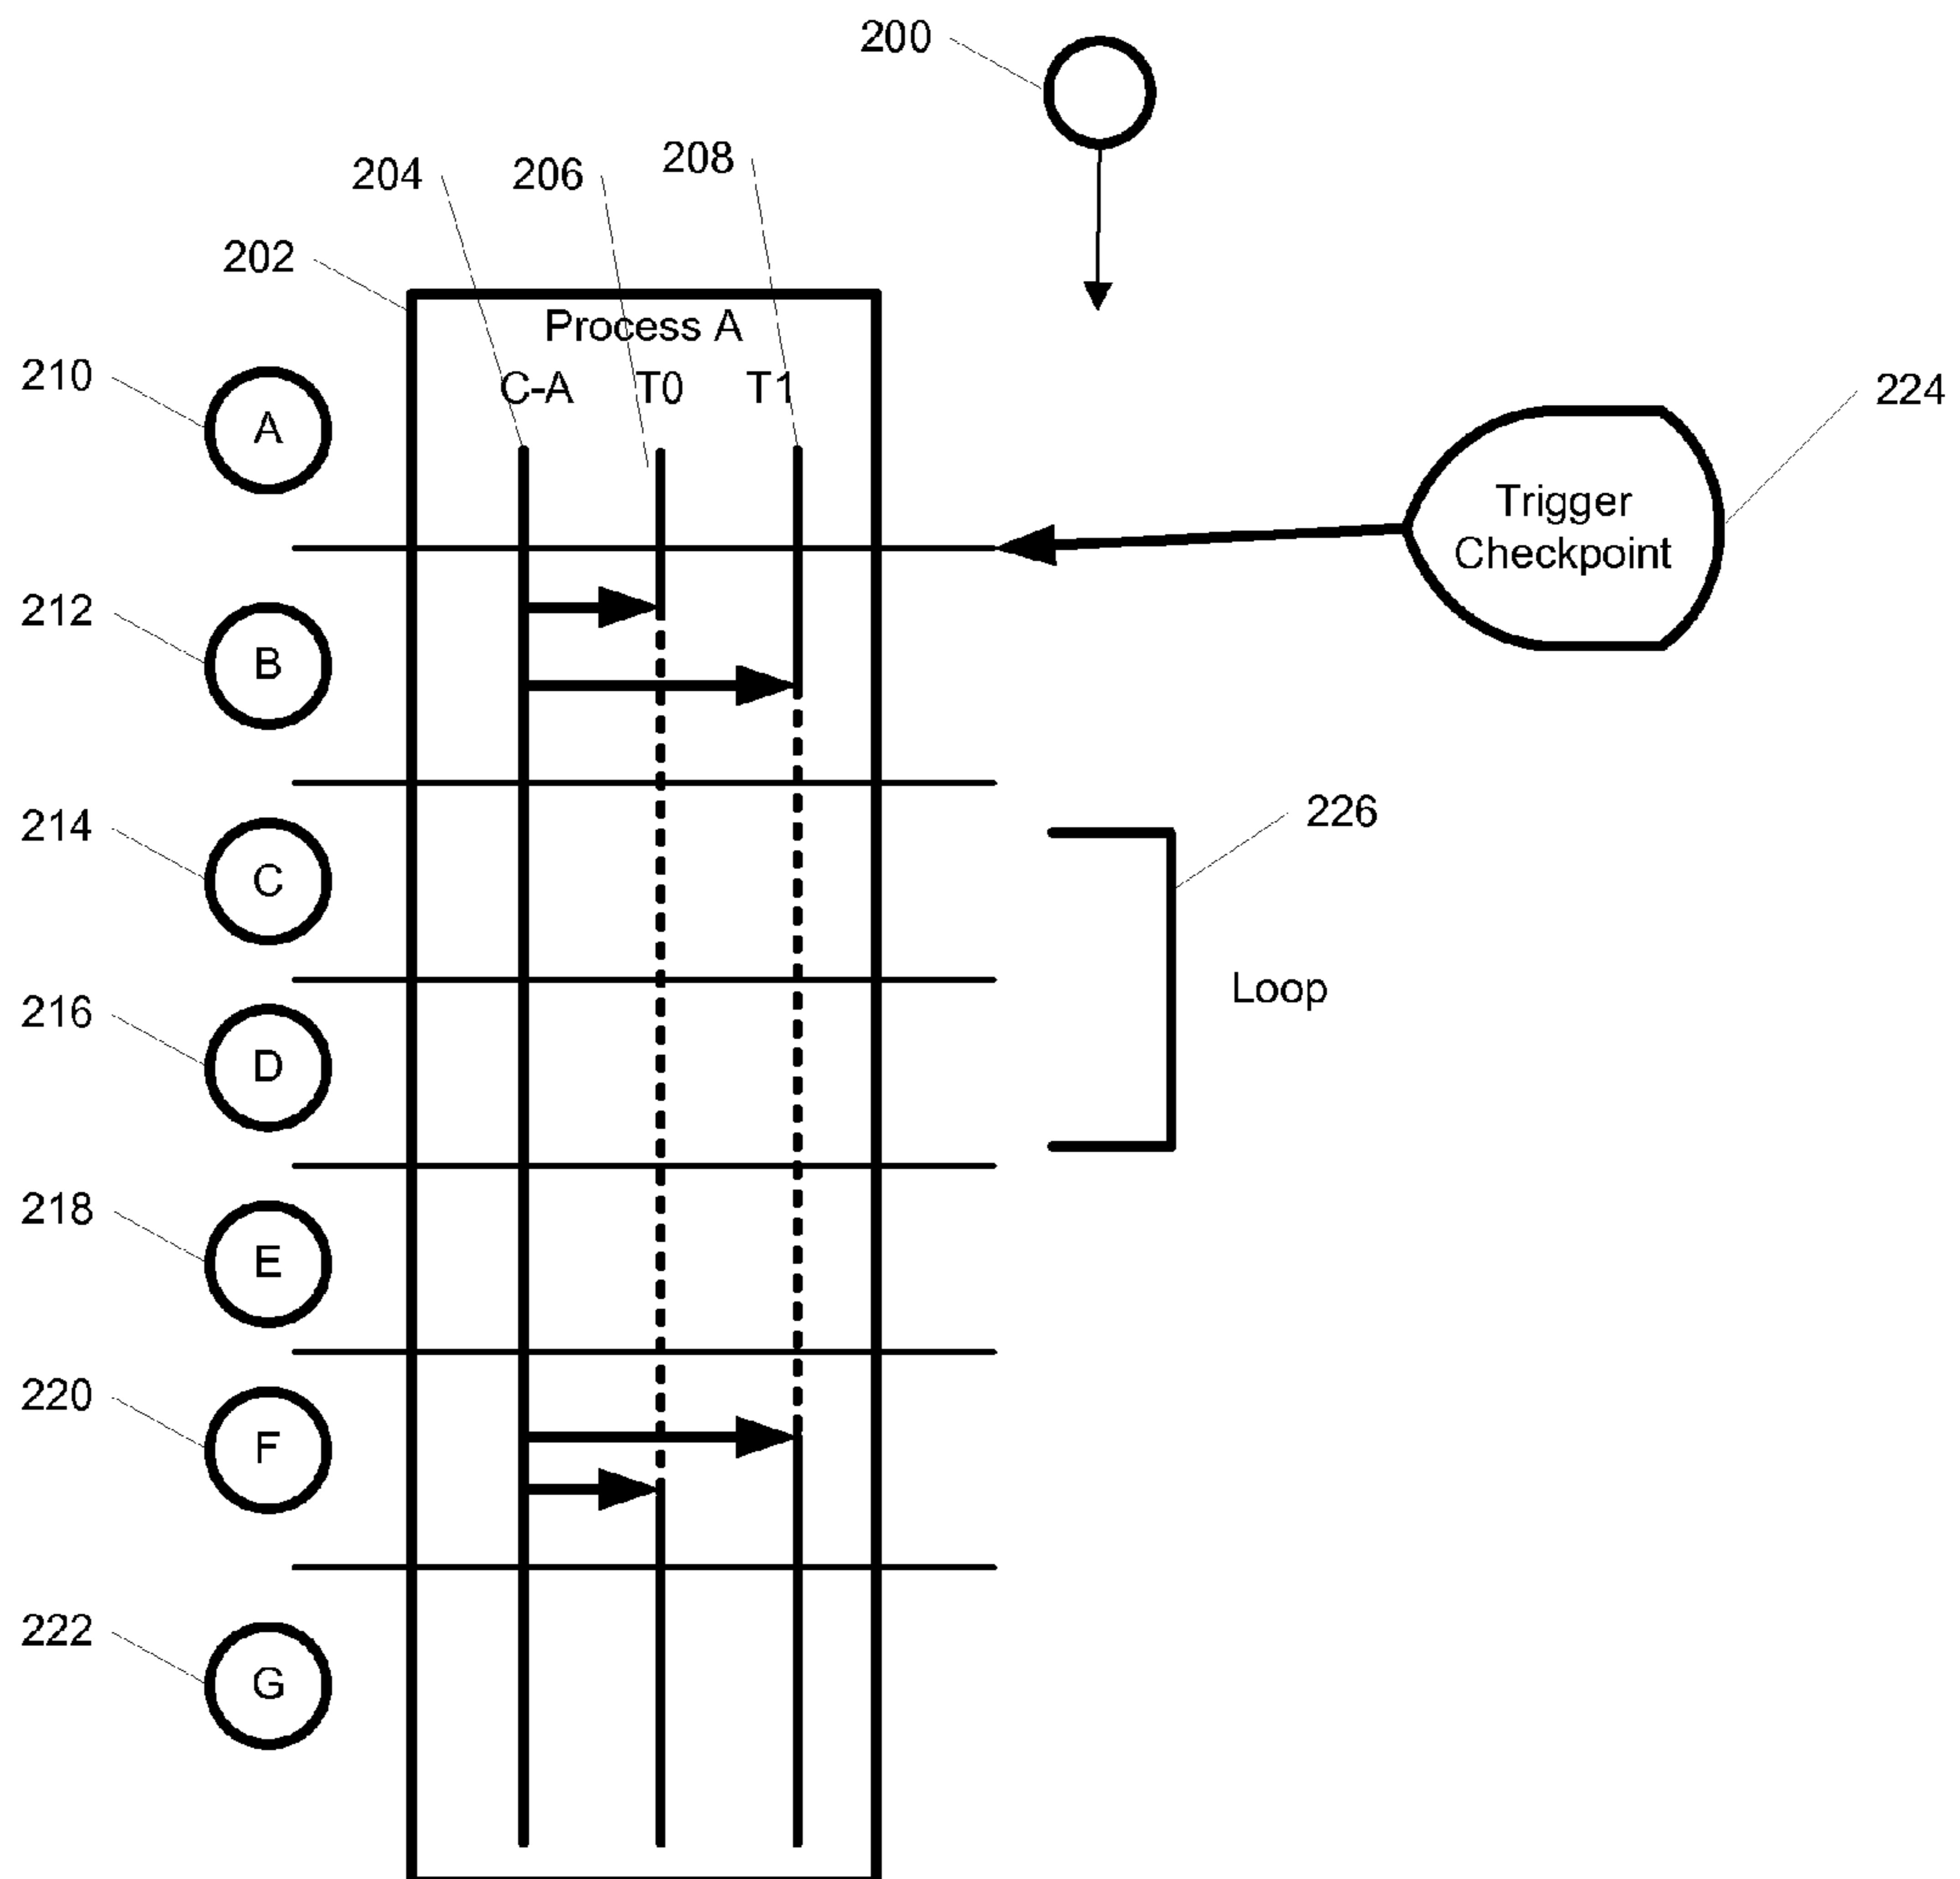 200
204
206
208
202
Process A
C-A
T0
T1
210
A
224
Trigger
Checkpoint
212
B
226
214
C
Loop
216
D
218
E
220
F
222
G